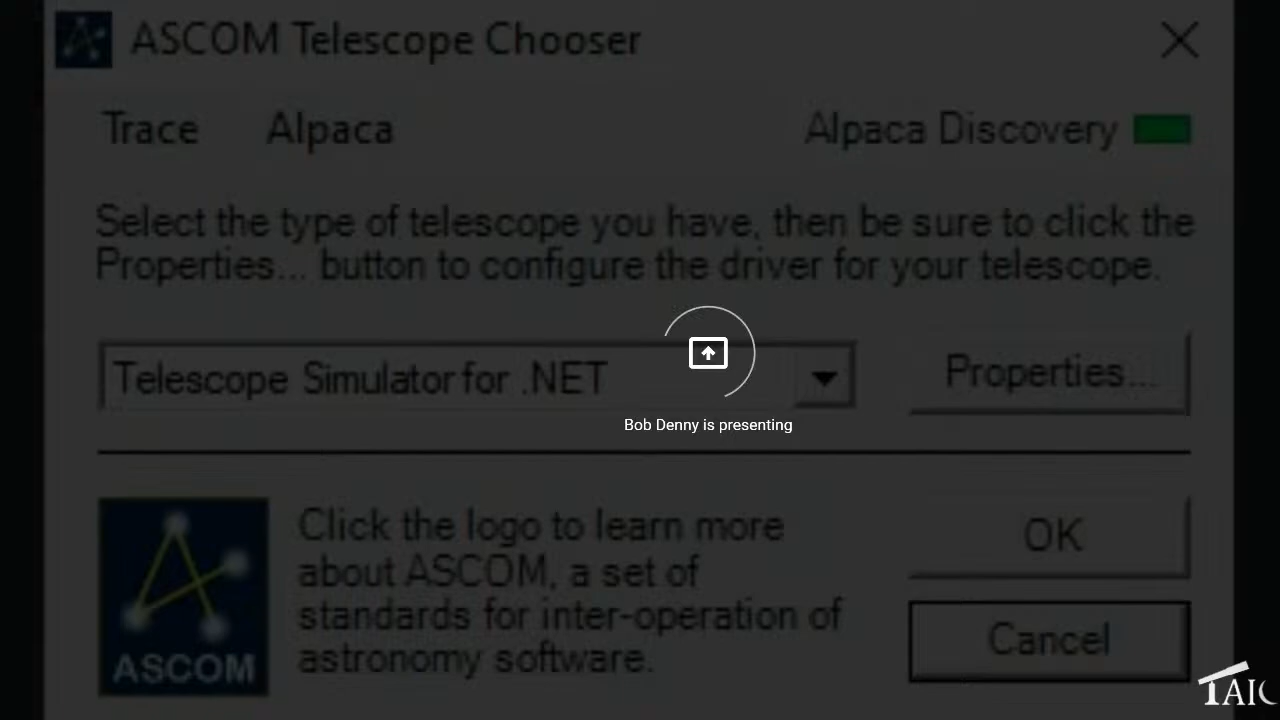 ASCOM Telescope Chooser
Trace Alpaca Alpaca Discovery
Select the type of telescope you have, then be sure to click the
Properties... button to configure the driver for your telescope.
Telescope Simulator for .NET Properties...
Bob Denny is presenting
Click the logo to learn more
about ASCOM, a set of
standards for inter-operation of
astronomy software.
ASCOM
OK
Cancel
TAIC